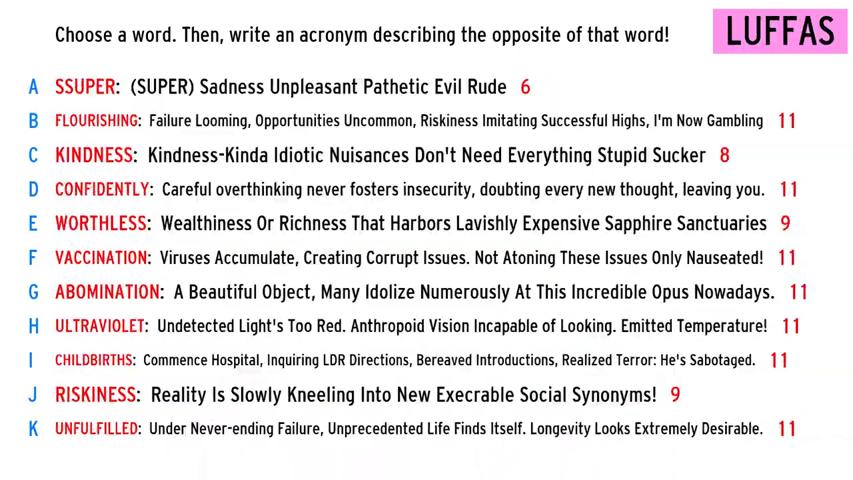 Choose a word. Then, write an acronym describing the opposite of that word!
LUFFAS
A SSUPER: (SUPER) Sadness Unpleasant Pathetic Evil Rude 6
B FLOURISHING: Failure Looming, Opportunities Uncommon, Riskiness Imitating Successful Highs, I'm Now Gambling 11
C KINDNESS: Kindness-Kinda Idiotic Nuisances Don't Need Everything Stupid Sucker 8
D CONFIDENTLY: Careful overthinking never fosters insecurity, doubting every new thought, leaving you. 11
E WORTHLESS: Wealthiness Or Richness That Harbors Lavishly Expensive Sapphire Sanctuaries 9
F VACCINATION: Viruses Accumulate, Creating Corrupt Issues. Not Atoning These Issues Only Nauseated! 11
G ABOMINATION: A Beautiful Object, Many Idolize Numerously At This Incredible Opus Nowadays. 11
H ULTRAVIOLET: Undetected Light's Too Red. Anthropoid Vision Incapable of Looking. Emitted Temperature! 11
I CHILDBIRTHS: Commence Hospital, Inquiring LDR Directions, Bereaved Introductions, Realized Terror: He's Sabotaged. 11
J RISKINESS: Reality Is Slowly Kneeling Into New Execrable Social Synonyms! 9
K UNFULFILLED: Under Never-ending Failure, Unprecedented Life Finds Itself. Longevity Looks Extremely Desirable. 11